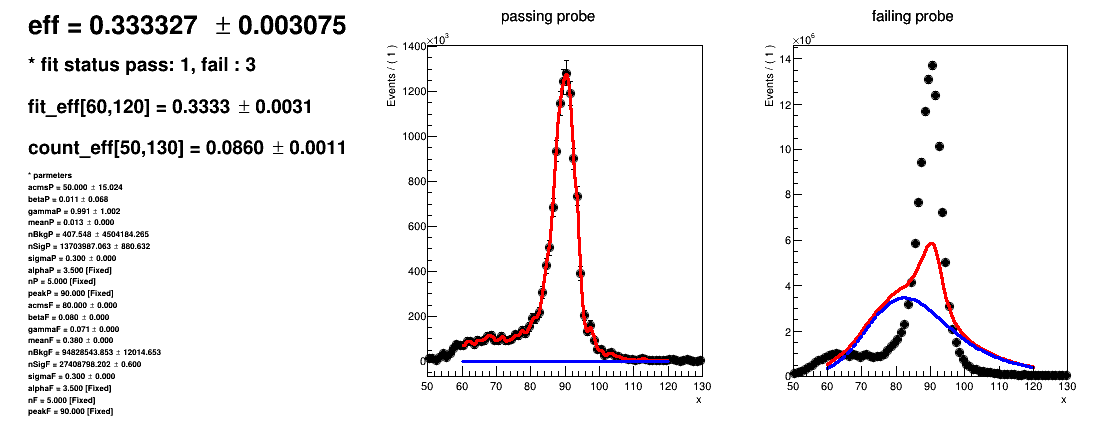 eff = 0.333327 ± 0.003075
* fit status pass: 1, fail : 3
fit_eff[60,120] = 0.3333 ± 0.0031
count_eff[50,130] = 0.0860 ± 0.0011
* parmeters
acmsP = 50.000 ± 15.024
betaP = 0.011 ± 0.068
gammaP = 0.991 ± 1.002
meanP = 0.013 ± 0.000
nBkgP = 407.548 ± 4504184.265
nSigP = 13703987.063 ± 880.632
sigmaP = 0.300 ± 0.000
alphaP = 3.500 [Fixed]
nP = 5.000 [Fixed]
peakP = 90.000 [Fixed]
acmsF = 80.000 ± 0.000
betaF = 0.080 ± 0.000
gammaF = 0.071 ± 0.000
meanF = 0.380 ± 0.000
nBkgF = 94828543.853 ± 12014.653
nSigF = 27408798.202 ± 0.600
sigmaF = 0.300 ± 0.000
alphaF = 3.500 [Fixed]
nF = 5.000 [Fixed]
peakF = 90.000 [Fixed]
passing probe
×10³
Events / ( 1 )
1400
1200
1000
800
600
400
200
0
50 60 70 80 90 100 110 120 130
x
failing probe
×10⁶
Events / ( 1 )
14
12
10
8
6
4
2
0
50 60 70 80 90 100 110 120 130
x